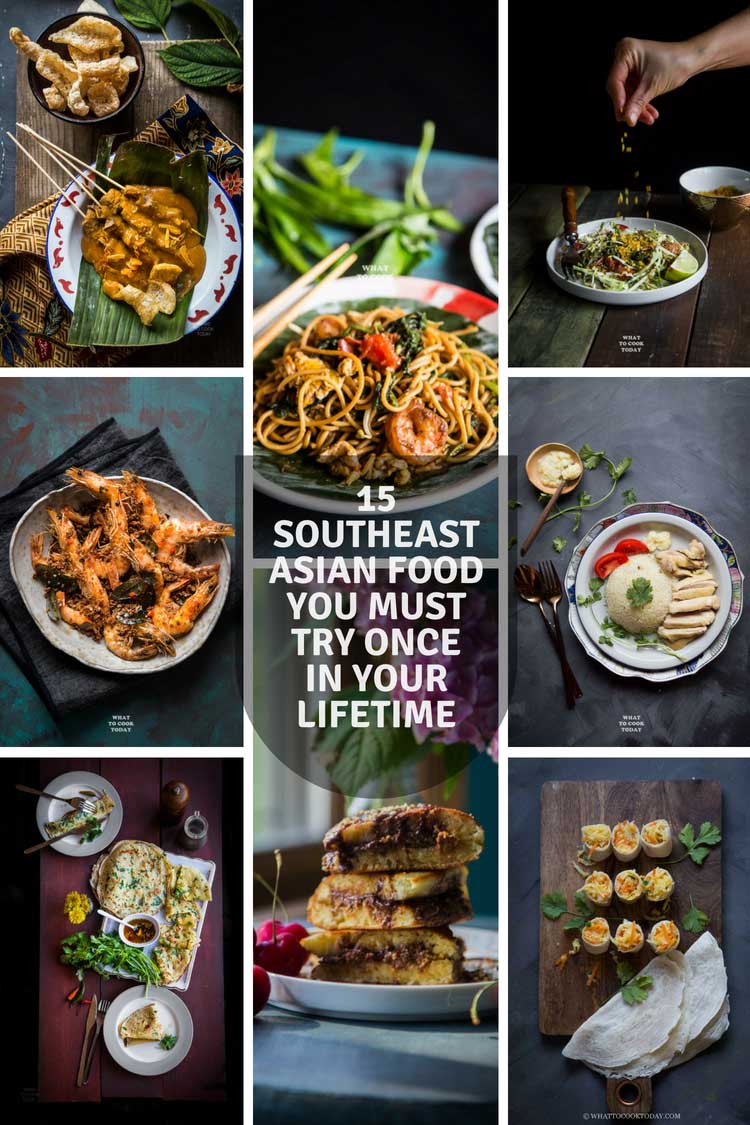 WHAT
TO COOK
WHAT
TO COOK
TODAY
15
SOUTHEAST
ASIAN FOOD
YOU MUST
TRY ONCE
IN YOUR
LIFETIME
WHAT
TO COOK
TODAY
WHAT
TO COOK
TODAY
© WHATTOCOOKTODAY.COM